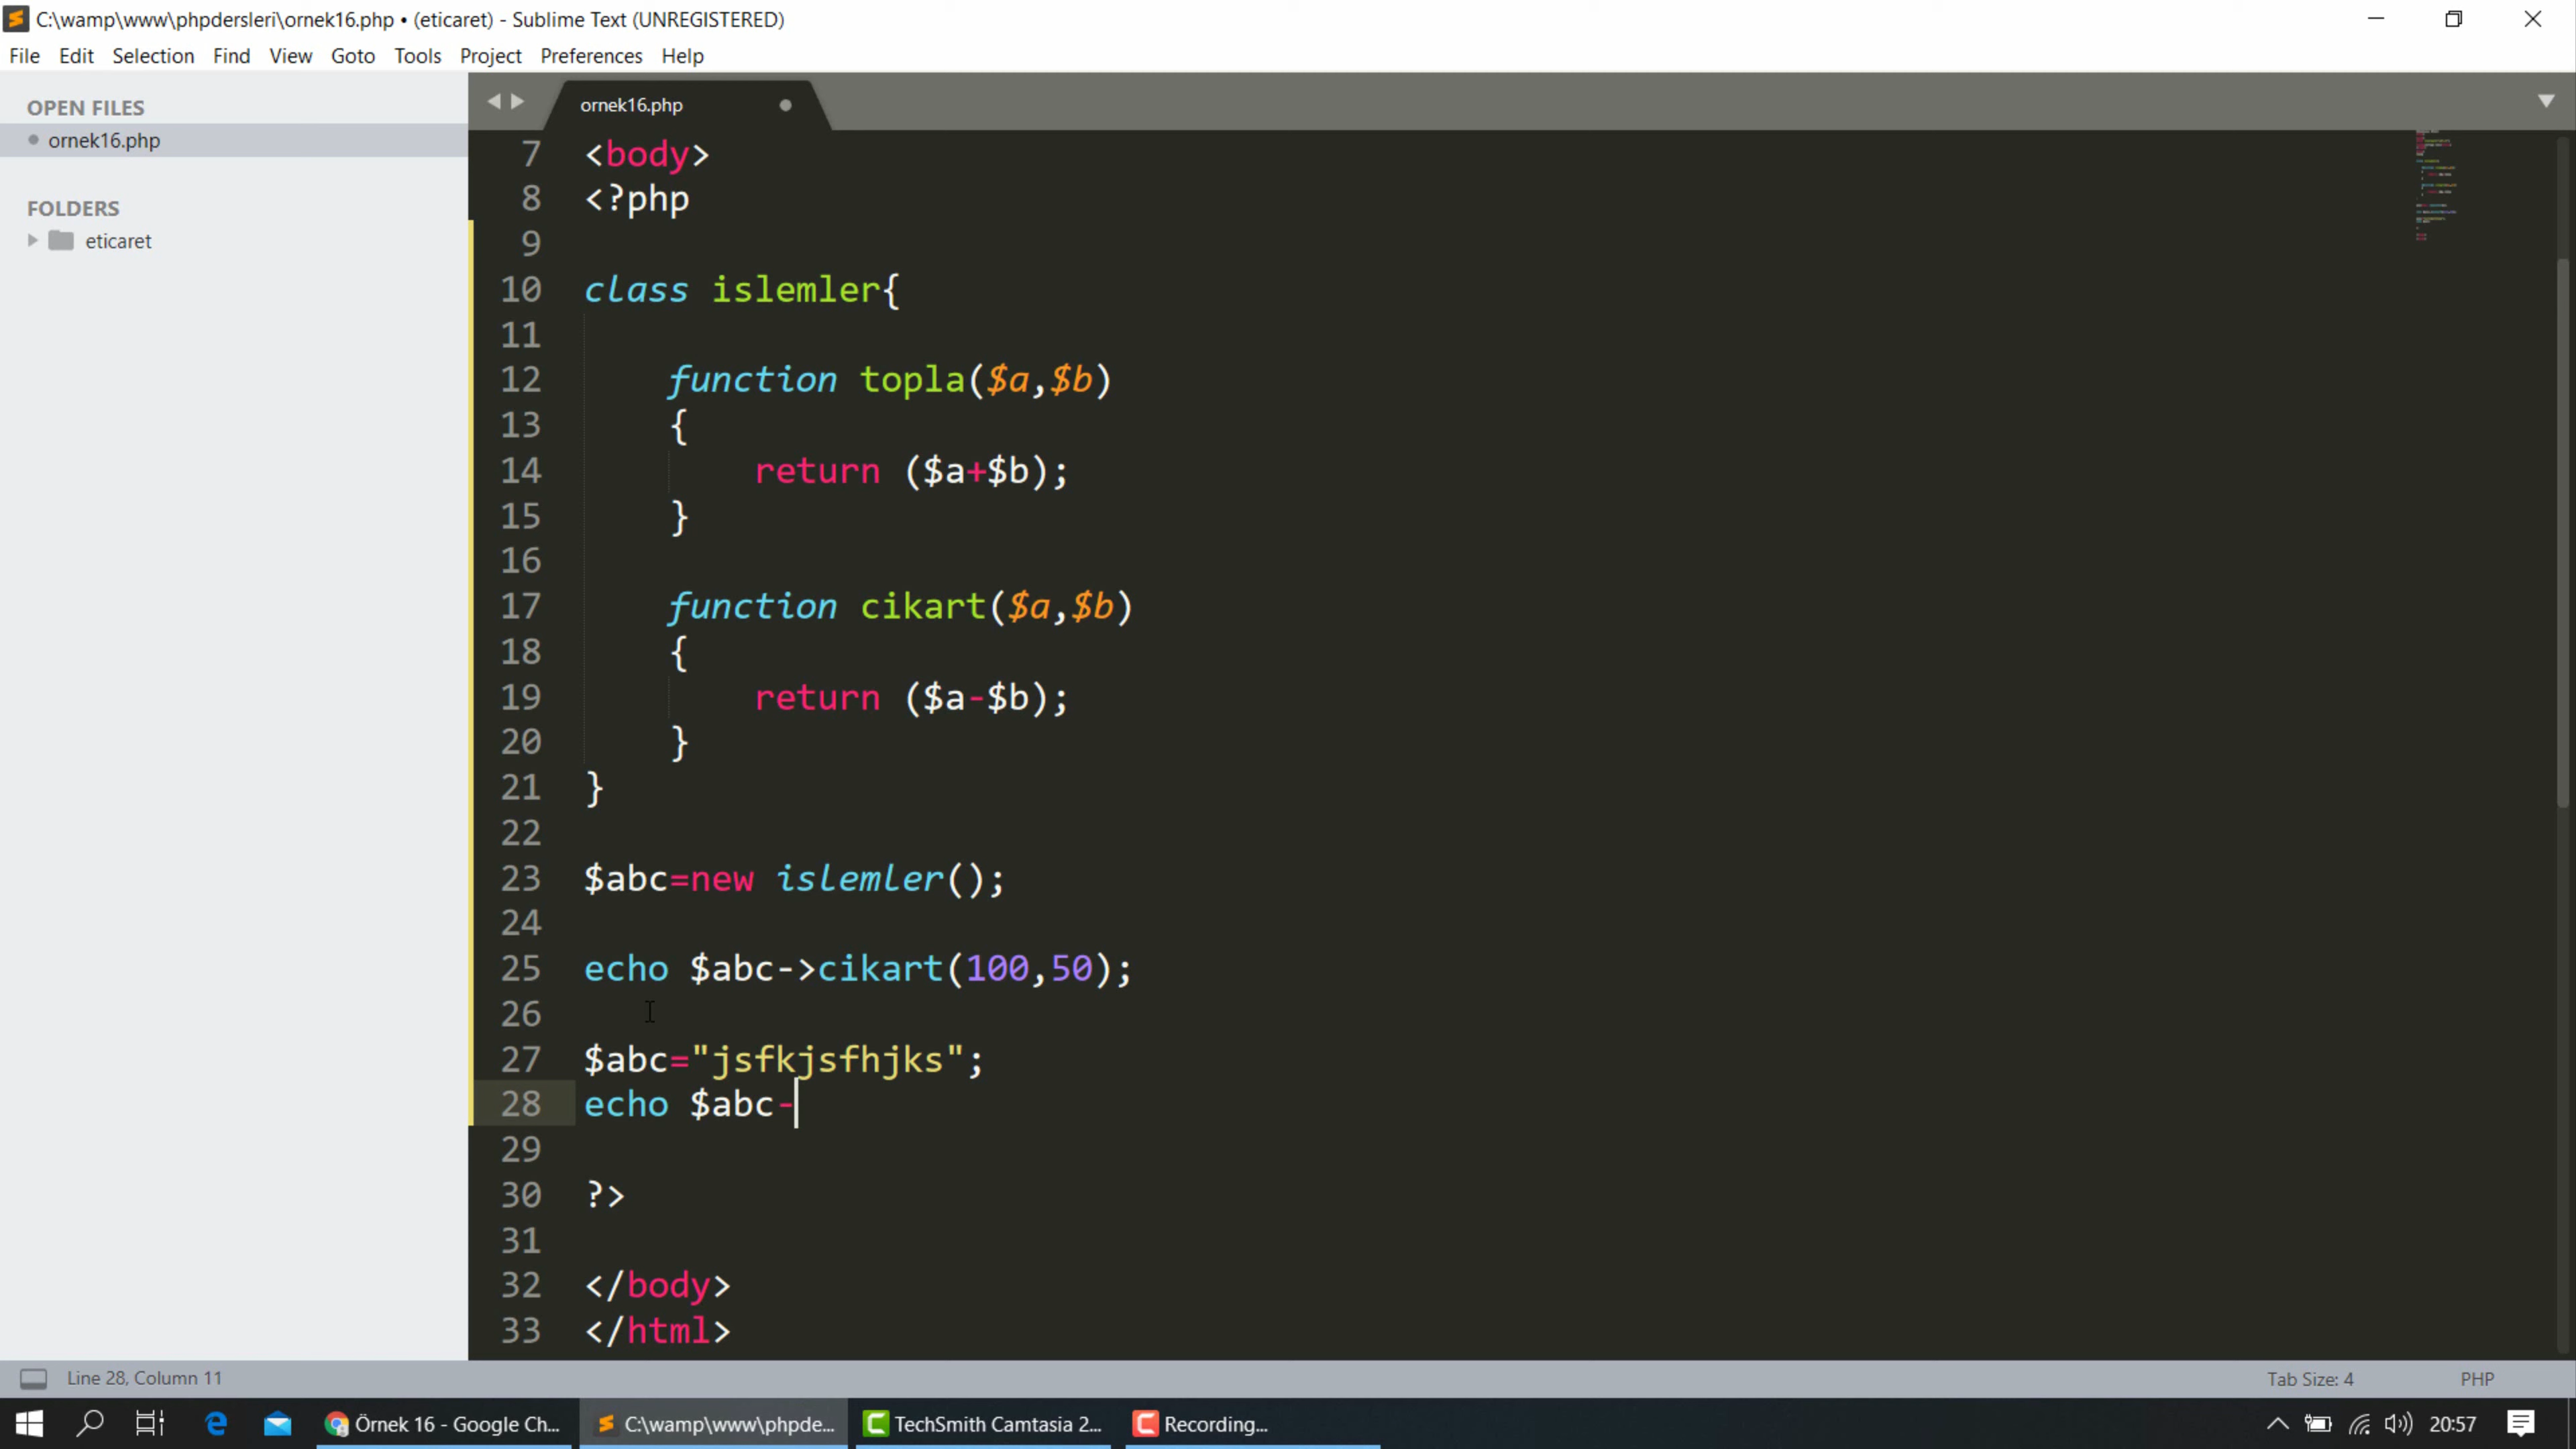 C:\wamp\www\phpdersleri\ornek16.php • (eticaret) - Sublime Text (UNREGISTERED)
File Edit Selection Find View Goto Tools Project Preferences Help
OPEN FILES
ornek16.php
FOLDERS
eticaret
ornek16.php
7 <body>
8 <?php
9
10 class islemler{
11
12 function topla($a,$b)
13 {
14 return ($a+$b);
15 }
16
17 function cikart($a,$b)
18 {
19 return ($a-$b);
20 }
21 }
22
23 $abc=new islemler();
24
25 echo $abc->cikart(100,50);
26
27 $abc="jsfkjsfhjks";
28 echo $abc-
29
30 ?>
31
32 </body>
33 </html>
Line 28, Column 11
Tab Size: 4
PHP
Örnek 16 - Google Ch...
C:\wamp\www\phpde...
TechSmith Camtasia 2...
Recording...
20:57